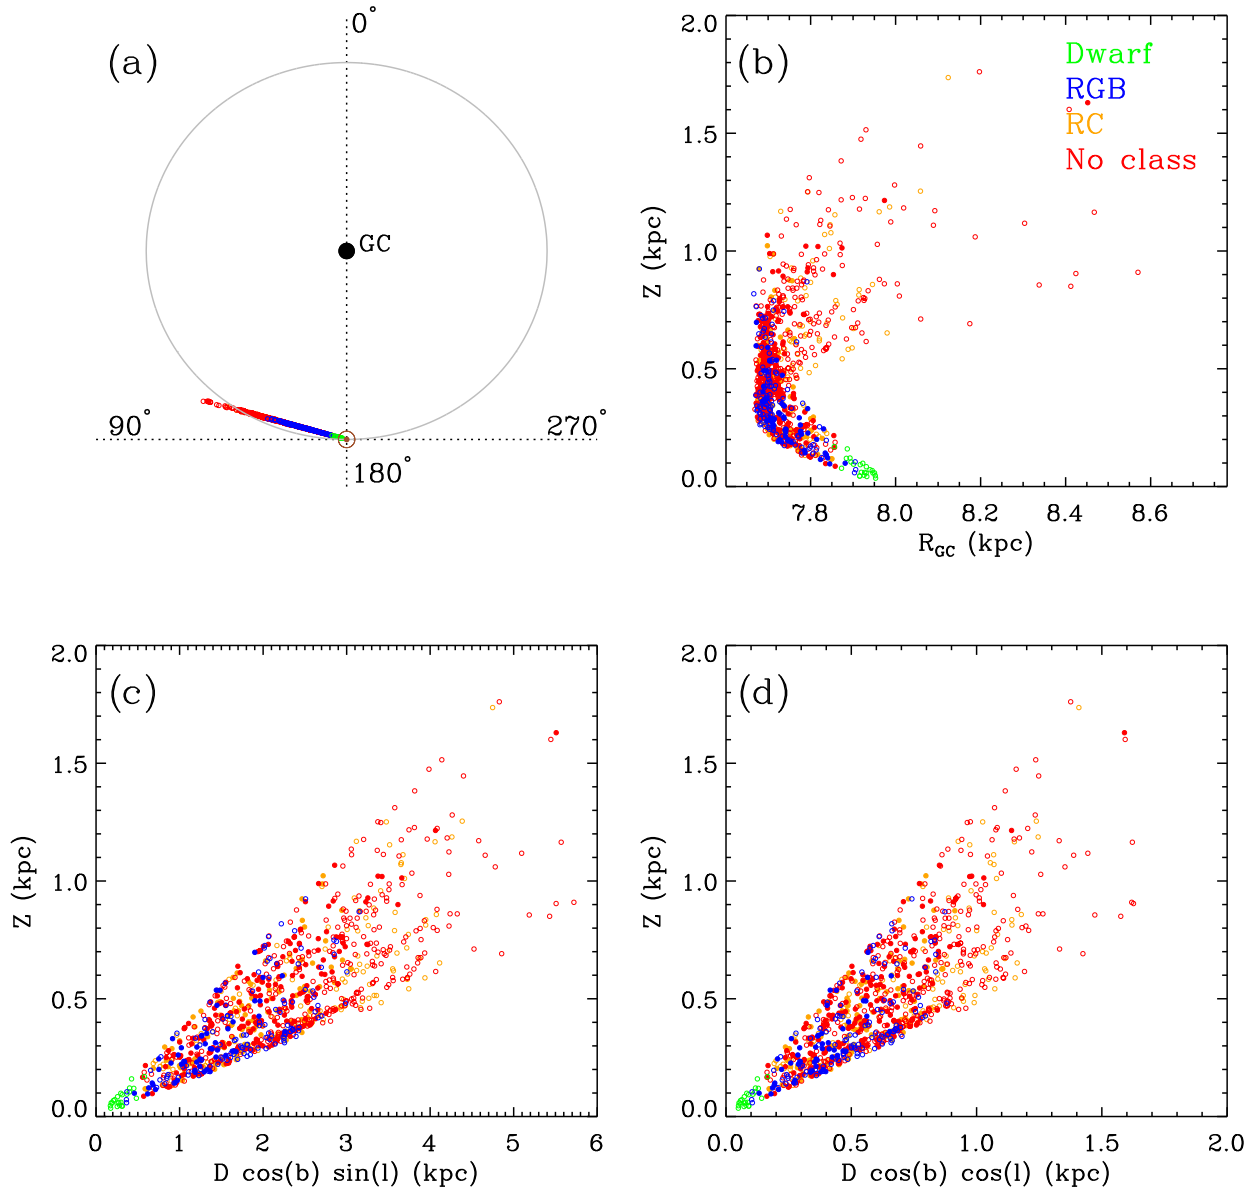 (a)
0°
GC
90°
270°
180°
(b)
Dwarf
RGB
RC
No class
2.0
1.5
1.0
0.5
0.0
Z (kpc)
7.8 8.0 8.2 8.4 8.6
R_GC (kpc)
(c)
2.0
1.5
1.0
0.5
0.0
Z (kpc)
0 1 2 3 4 5 6
D cos(b) sin(l) (kpc)
(d)
2.0
1.5
1.0
0.5
0.0
Z (kpc)
0.0 0.5 1.0 1.5 2.0
D cos(b) cos(l) (kpc)